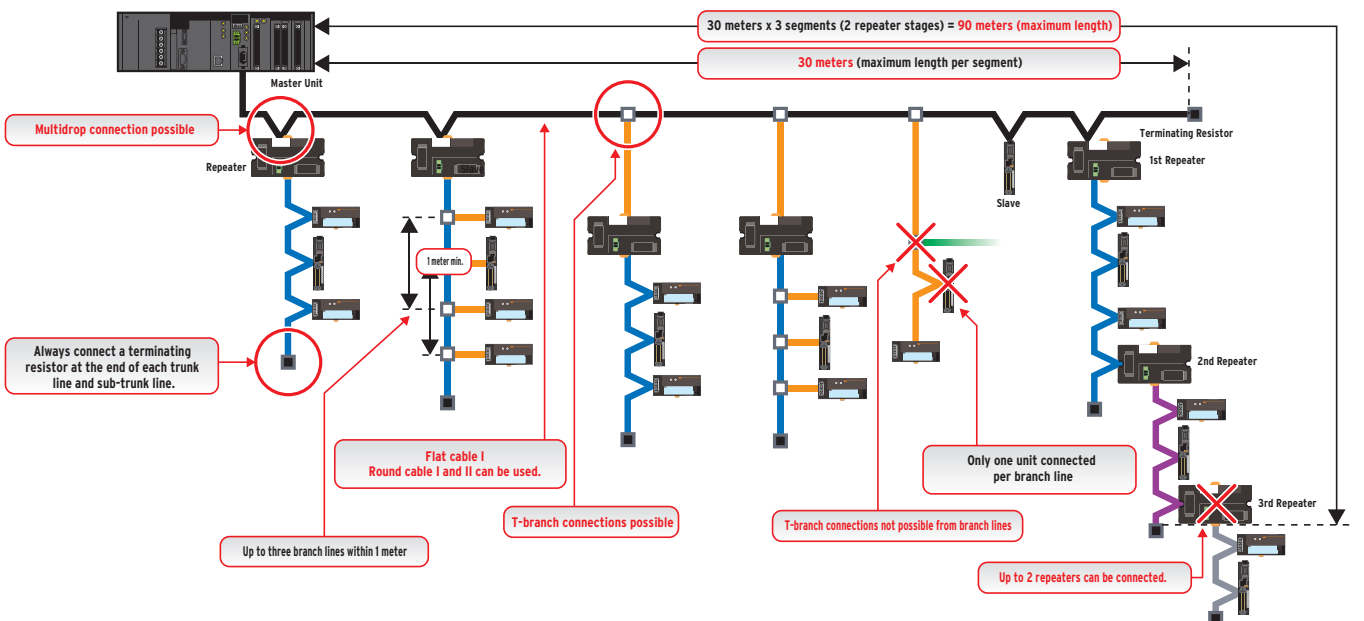 30 meters x 3 segments (2 repeater stages) = 90 meters (maximum length)
30 meters (maximum length per segment)
Master Unit
Multidrop connection possible
Terminating Resistor
Repeater
1st Repeater
Slave
1 meter min.
Always connect a terminating
resistor at the end of each trunk
line and sub-trunk line.
2nd Repeater
Flat cable I
Round cable I and II can be used.
Only one unit connected
per branch line
3rd Repeater
T-branch connections possible
T-branch connections not possible from branch lines
Up to three branch lines within 1 meter
Up to 2 repeaters can be connected.